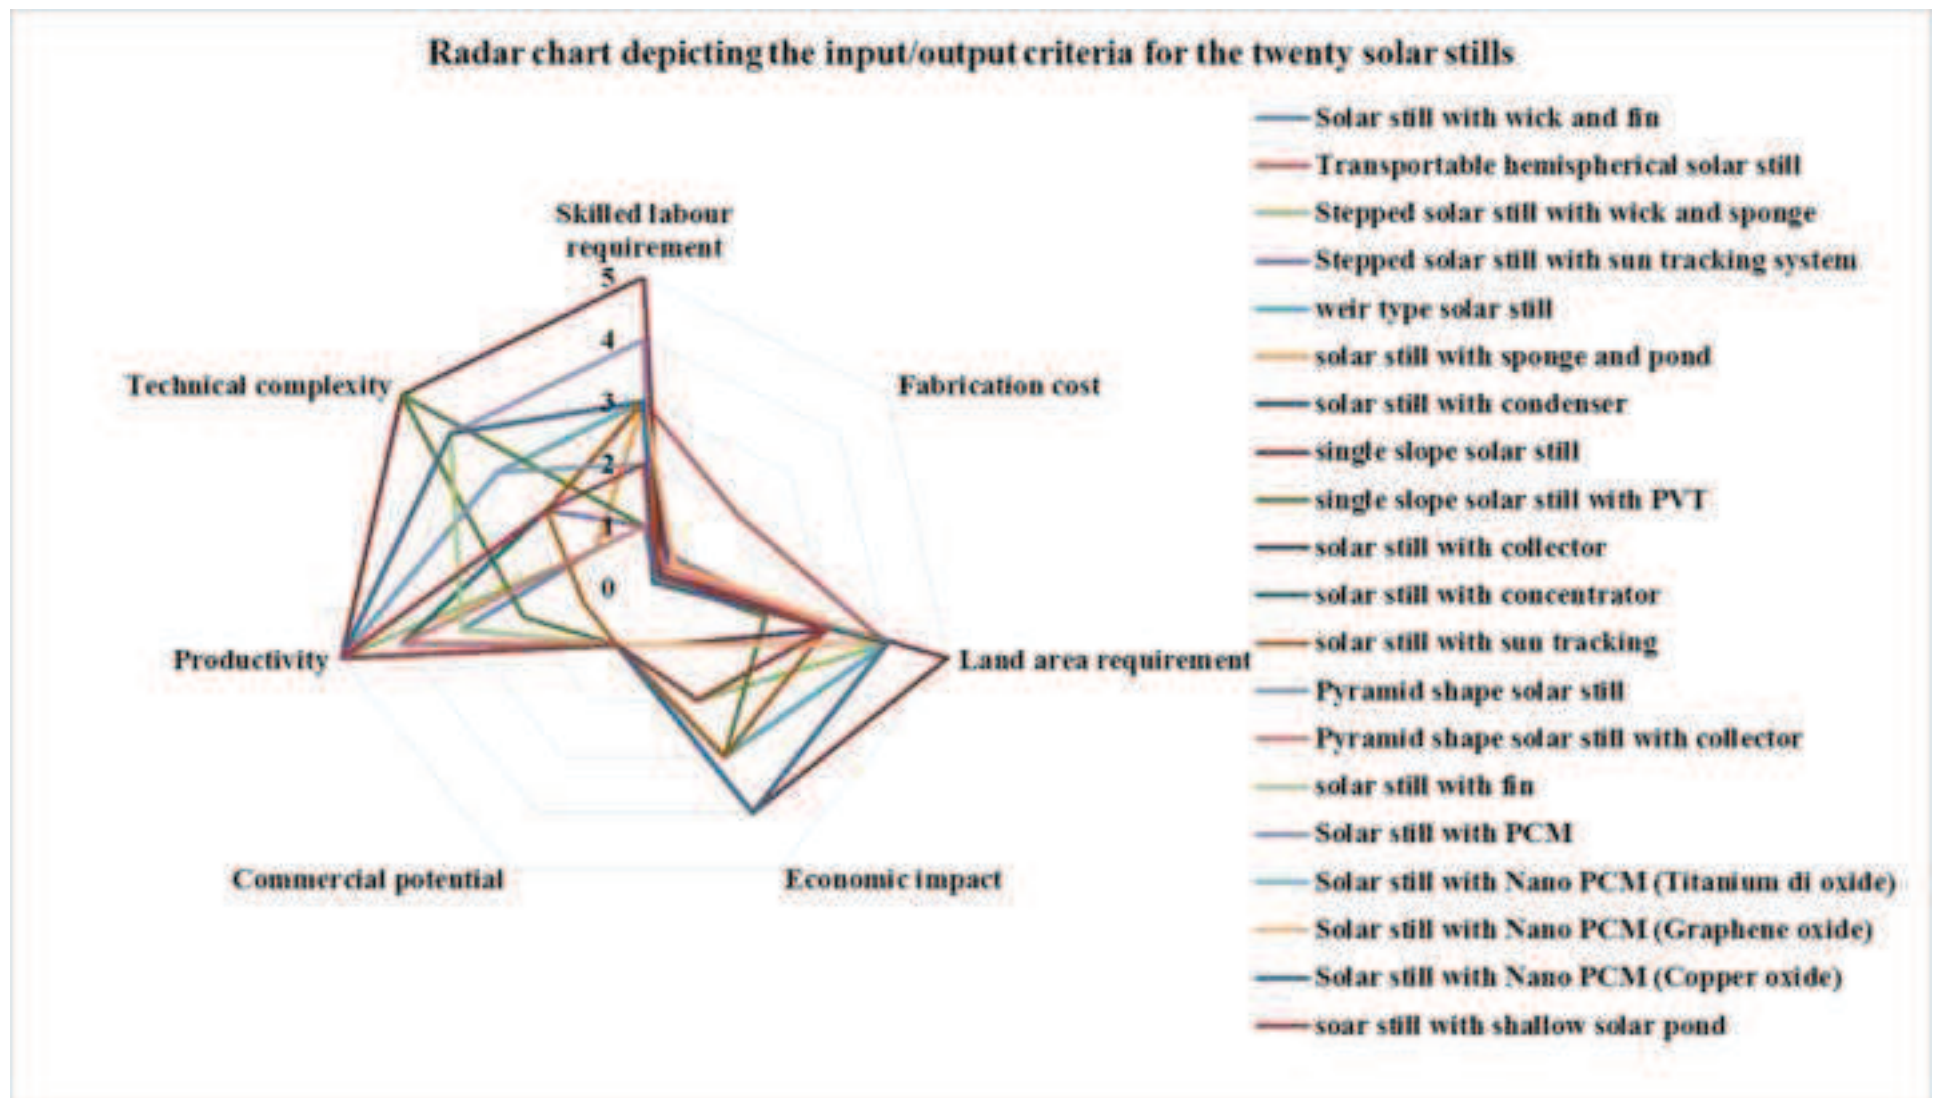 Radar chart depicting the input/output criteria for the twenty solar stills
Skilled labour
requirement
5
4
3
2
1
0
Fabrication cost
Land area requirement
Economic impact
Commercial potential
Productivity
Technical complexity
Solar still with wick and fin
Transportable hemispherical solar still
Stepped solar still with wick and sponge
Stepped solar still with sun tracking system
weir type solar still
solar still with sponge and pond
solar still with condenser
single slope solar still
single slope solar still with PVT
solar still with collector
solar still with concentrator
solar still with sun tracking
Pyramid shape solar still
Pyramid shape solar still with collector
solar still with fin
Solar still with PCM
Solar still with Nano PCM (Titanium di oxide)
Solar still with Nano PCM (Graphene oxide)
Solar still with Nano PCM (Copper oxide)
soar still with shallow solar pond